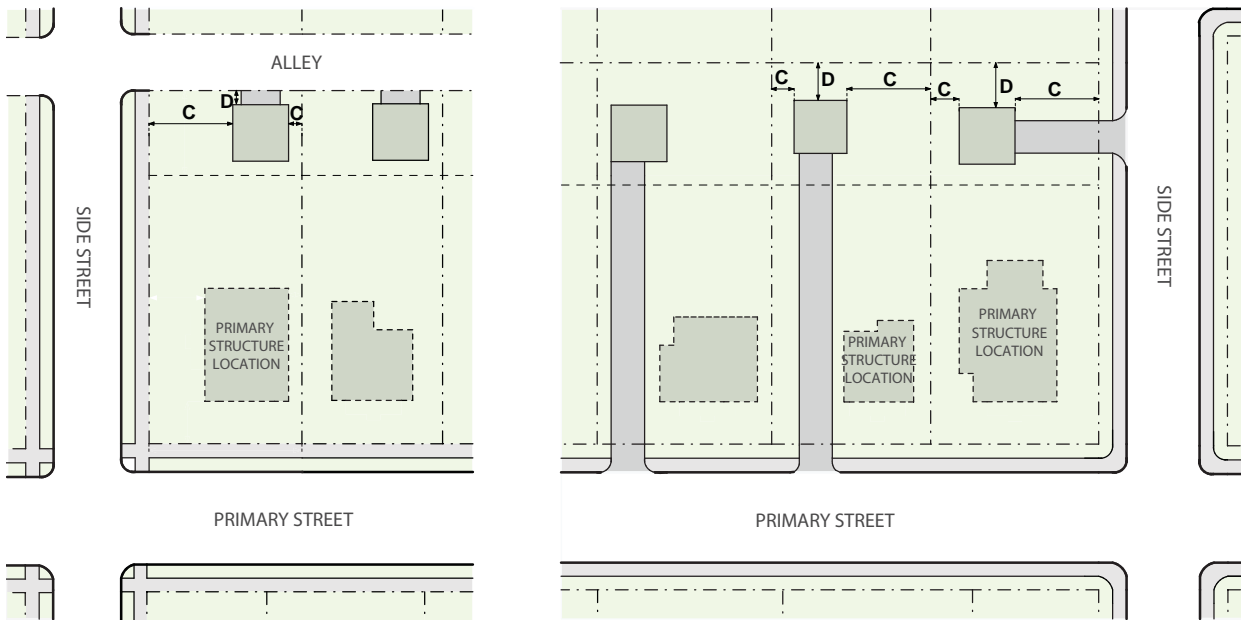 ALLEY
D
C
C
SIDE STREET
PRIMARY
STRUCTURE
LOCATION
PRIMARY STREET
C
D
C
C
D
C
SIDE STREET
PRIMARY
STRUCTURE
LOCATION
PRIMARY
STRUCTURE
LOCATION
PRIMARY STREET